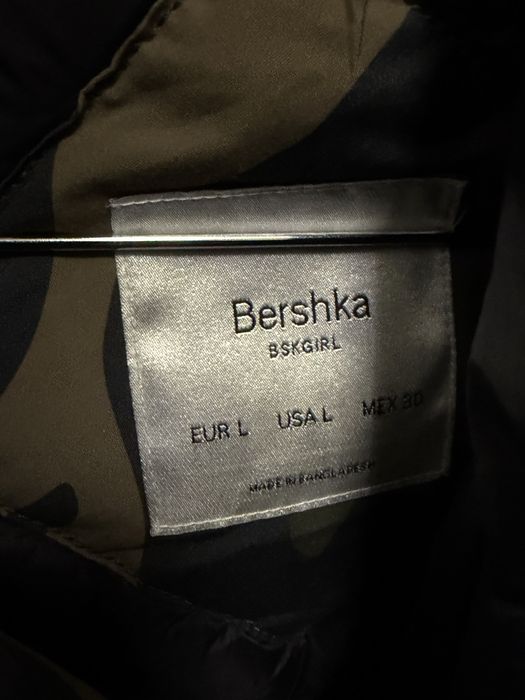 Bershka
BSKGIRL
EUR L USA L MEX 30
MADE IN BANGLADESH